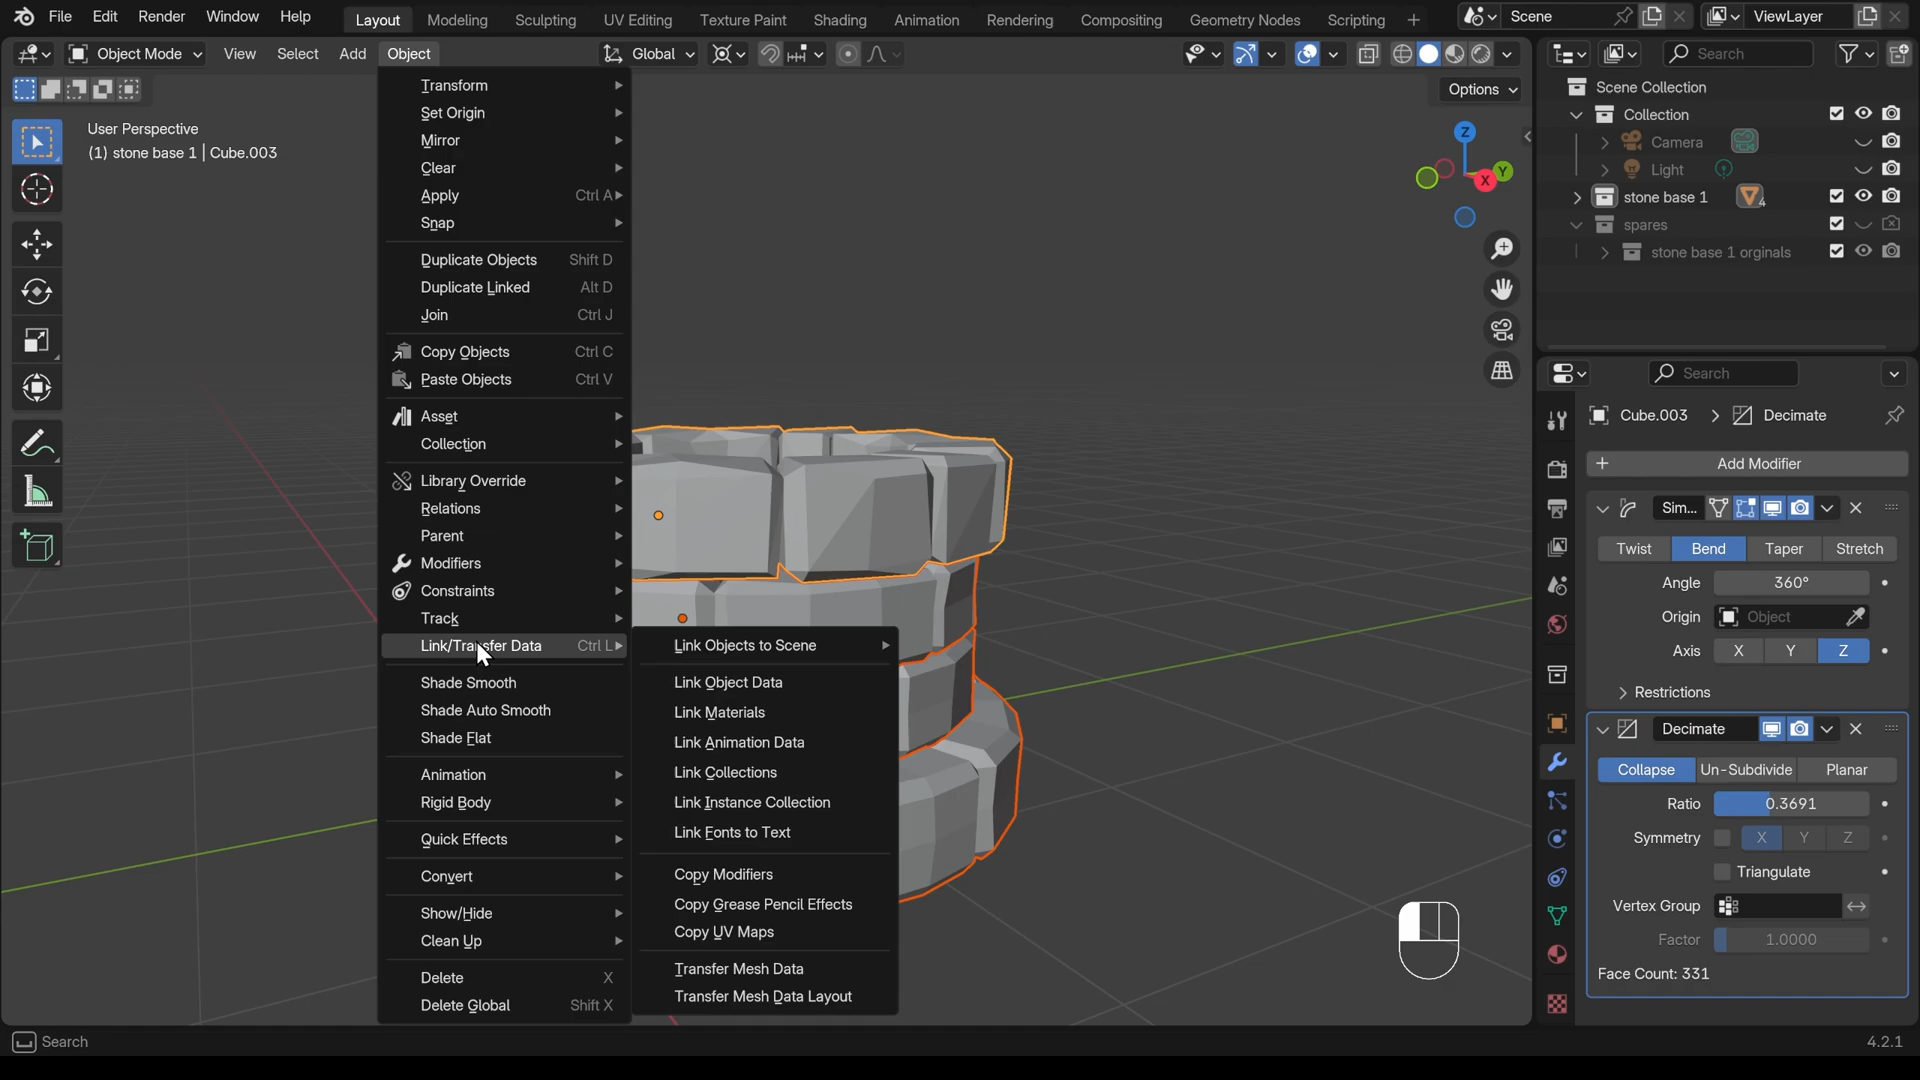 File Edit Render Window Help Layout Modeling Sculpting UV Editing Texture Paint Shading Animation Rendering Compositing Geometry Nodes Scripting + Scene ViewLayer
Object Mode View Select Add Object Global Search
Options
User Perspective
(1) stone base 1 | Cube.003
Transform
Set Origin
Mirror
Clear
Apply Ctrl A
Snap
Duplicate Objects Shift D
Duplicate Linked Alt D
Join Ctrl J
Copy Objects Ctrl C
Paste Objects Ctrl V
Asset
Collection
Library Override
Relations
Parent
Modifiers
Constraints
Track
Link/Transfer Data Ctrl L
Shade Smooth
Shade Auto Smooth
Shade Flat
Animation
Rigid Body
Quick Effects
Convert
Show/Hide
Clean Up
Delete X
Delete Global Shift X
Link Objects to Scene
Link Object Data
Link Materials
Link Animation Data
Link Collections
Link Instance Collection
Link Fonts to Text
Copy Modifiers
Copy Grease Pencil Effects
Copy UV Maps
Transfer Mesh Data
Transfer Mesh Data Layout
Z
Y
X
Scene Collection
Collection
Camera
Light
stone base 1 4
spares
stone base 1 orginals
Search
Cube.003 > Decimate
+ Add Modifier
Sim...
Twist Bend Taper Stretch
Angle 360°
Origin Object
Axis X Y Z
Restrictions
Decimate
Collapse Un-Subdivide Planar
Ratio 0.3691
Symmetry X Y Z
Triangulate
Vertex Group
Factor 1.0000
Face Count: 331
Search 4.2.1